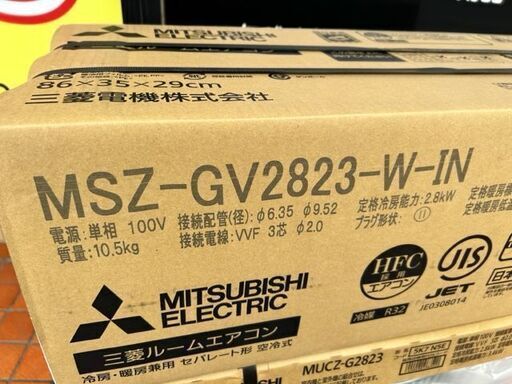 86×35×29cm
三菱電機株式会社
MSZ-GV2823-W-IN
電源:単相 100V 接続配管(径):φ6.35 φ9.52 定格冷房能力:2.8kW
質量:10.5kg 接続電線:VVF 3芯 φ2.0 プラグ形状:
MITSUBISHI
ELECTRIC
三菱ルームエアコン
冷房・暖房兼用 セパレート形 空冷式
HFC
採用
エアコン
冷媒 R32
JIS
JET
JE0308014
MUCZ-G2823